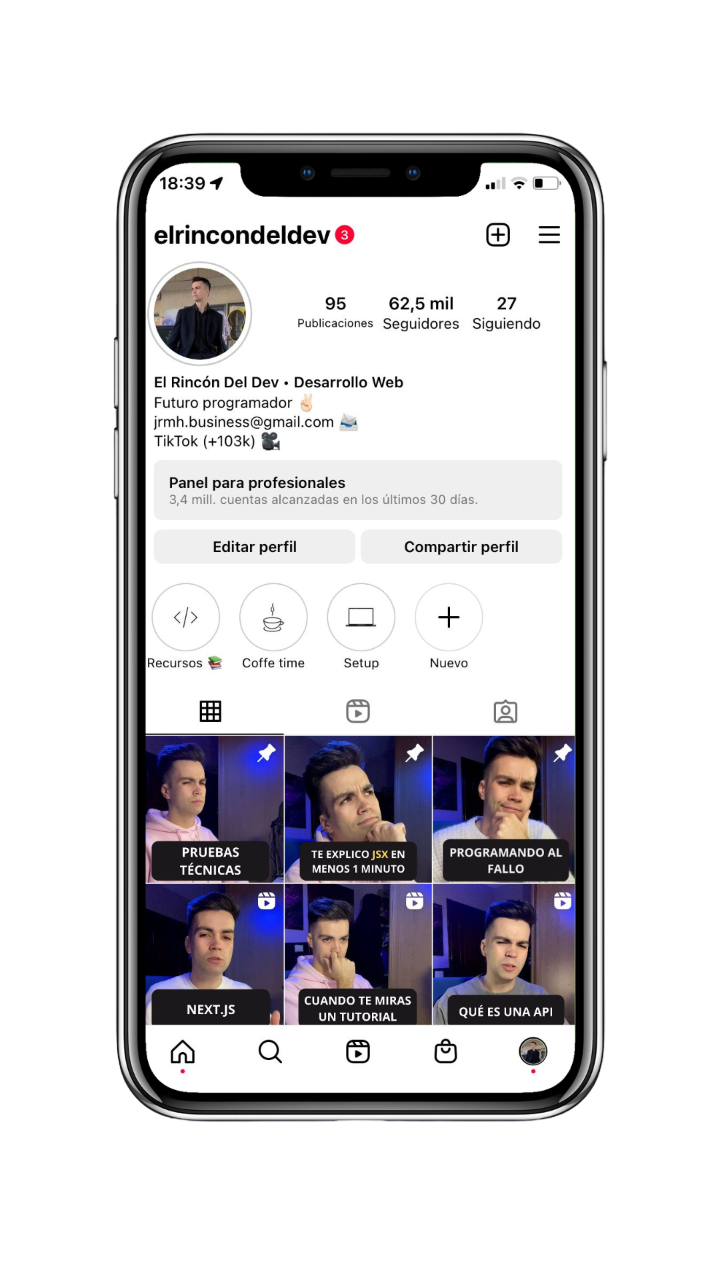 18:39
elrincondeldev 3
95 62,5 mil 27
Publicaciones Seguidores Siguiendo
El Rincón Del Dev • Desarrollo Web
Futuro programador ✌🏻
jrmh.business@gmail.com 📨
TikTok (+103k) 🎥
Panel para profesionales
3,4 mill. cuentas alcanzadas en los últimos 30 días.
Editar perfil Compartir perfil
</>
Recursos 📚 Coffe time Setup Nuevo
PRUEBAS
TÉCNICAS
TE EXPLICO JSX EN
MENOS 1 MINUTO
PROGRAMANDO AL
FALLO
NEXT.JS
CUANDO TE MIRAS
UN TUTORIAL
QUÉ ES UNA API